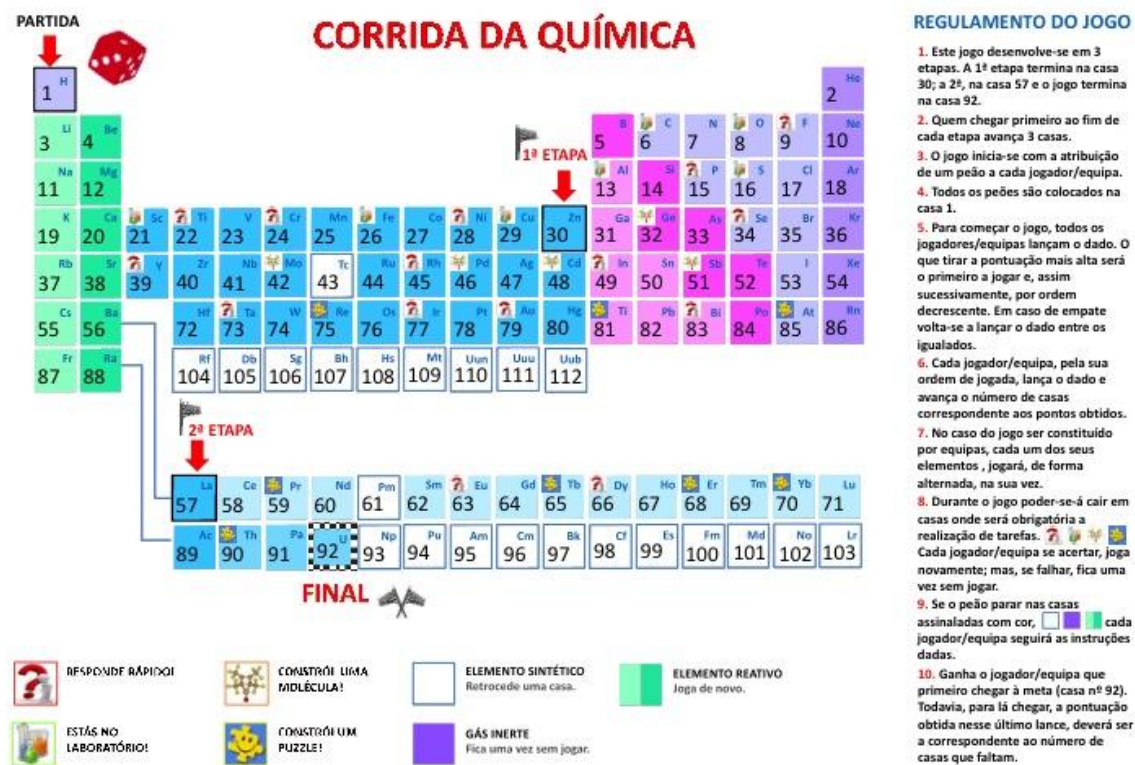 PARTIDA
CORRIDA DA QUÍMICA
H He
1 2
Li Be B C N O F Ne
3 4 5 6 7 8 9 10
1ª ETAPA
Na Mg Al Si P S Cl Ar
11 12 13 14 15 16 17 18
K Ca Sc Ti V Cr Mn Fe Co Ni Cu Zn Ga Ge As Se Br Kr
19 20 21 22 23 24 25 26 27 28 29 30 31 32 33 34 35 36
Rb Sr Y Zr Nb Mo Tc Ru Rh Pd Ag Cd In Sn Sb Te I Xe
37 38 39 40 41 42 43 44 45 46 47 48 49 50 51 52 53 54
Cs Ba Hf Ta W Re Os Ir Pt Au Hg Ti Pb Bi Po At Rn
55 56 72 73 74 75 76 77 78 79 80 81 82 83 84 85 86
Fr Ra Rf Db Sg Bh Hs Mt Uun Uuu Uub
87 88 104 105 106 107 108 109 110 111 112
2ª ETAPA
La Ce Pr Nd Pm Sm Eu Gd Tb Dy Ho Er Tm Yb Lu
57 58 59 60 61 62 63 64 65 66 67 68 69 70 71
Ac Th Pa U Np Pu Am Cm Bk Cf Es Fm Md No Lr
89 90 91 92 93 94 95 96 97 98 99 100 101 102 103
FINAL
RESPONDE RÁPIDO!
CONSTRÓI UMA
MOLÉCULA!
ELEMENTO SINTÉTICO
Retrocede uma casa.
ELEMENTO REATIVO
Joga de novo.
ESTÁS NO
LABORATÓRIO!
CONSTRÓI UM
PUZZLE!
GÁS INERTE
Fica uma vez sem jogar.
REGULAMENTO DO JOGO
1. Este jogo desenvolve-se em 3
etapas. A 1ª etapa termina na casa
30; a 2ª, na casa 57 e o jogo termina
na casa 92.
2. Quem chegar primeiro ao fim de
cada etapa avança 3 casas.
3. O jogo inicia-se com a atribuição
de um peão a cada jogador/equipa.
4. Todos os peões são colocados na
casa 1.
5. Para começar o jogo, todos os
jogadores/equipas lançam o dado. O
que tirar a pontuação mais alta será
o primeiro a jogar e, assim
sucessivamente, por ordem
decrescente. Em caso de empate
volta-se a lançar o dado entre os
igualados.
6. Cada jogador/equipa, pela sua
ordem de jogada, lança o dado e
avança o número de casas
correspondente aos pontos obtidos.
7. No caso do jogo ser constituído
por equipas, cada um dos seus
elementos , jogará, de forma
alternada, na sua vez.
8. Durante o jogo poder-se-á cair em
casas onde será obrigatória a
realização de tarefas.
Cada jogador/equipa se acertar, joga
novamente; mas, se falhar, fica uma
vez sem jogar.
9. Se o peão parar nas casas
assinaladas com cor, cada
jogador/equipa seguirá as instruções
dadas.
10. Ganha o jogador/equipa que
primeiro chegar à meta (casa nº 92).
Todavia, para lá chegar, a pontuação
obtida nesse último lance, deverá ser
a correspondente ao número de
casas que faltam.